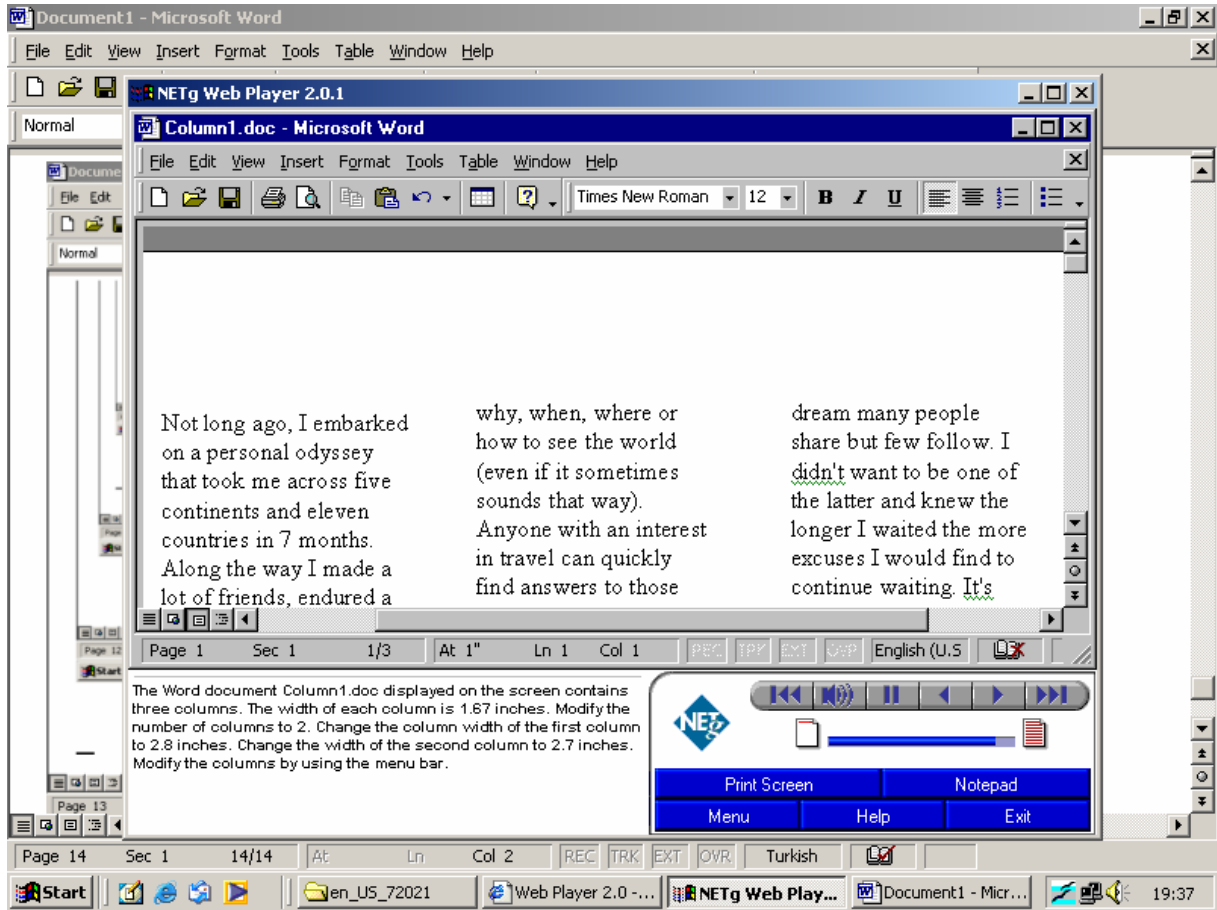 Document1 - Microsoft Word
File Edit View Insert Format Tools Table Window Help
Normal
Docume
File Edit
Normal
Page 12
Start
Page 13
NETg Web Player 2.0.1
Column1.doc - Microsoft Word
File Edit View Insert Format Tools Table Window Help
Times New Roman 12 B I U
Not long ago, I embarked
on a personal odyssey
that took me across five
continents and eleven
countries in 7 months.
Along the way I made a
lot of friends, endured a
why, when, where or
how to see the world
(even if it sometimes
sounds that way).
Anyone with an interest
in travel can quickly
find answers to those
dream many people
share but few follow. I
didn't want to be one of
the latter and knew the
longer I waited the more
excuses I would find to
continue waiting. It's
Page 1 Sec 1 1/3 At 1" Ln 1 Col 1 REC TRK EXT OVR English (U.S
The Word document Column1.doc displayed on the screen contains
three columns. The width of each column is 1.67 inches. Modify the
number of columns to 2. Change the column width of the first column
to 2.8 inches. Change the width of the second column to 2.7 inches.
Modify the columns by using the menu bar.
NETg
Print Screen Notepad
Menu Help Exit
Page 14 Sec 1 14/14 At Ln Col 2 REC TRK EXT OVR Turkish
Start en_US_72021 Web Player 2.0 -... NETg Web Play... Document1 - Micr... 19:37